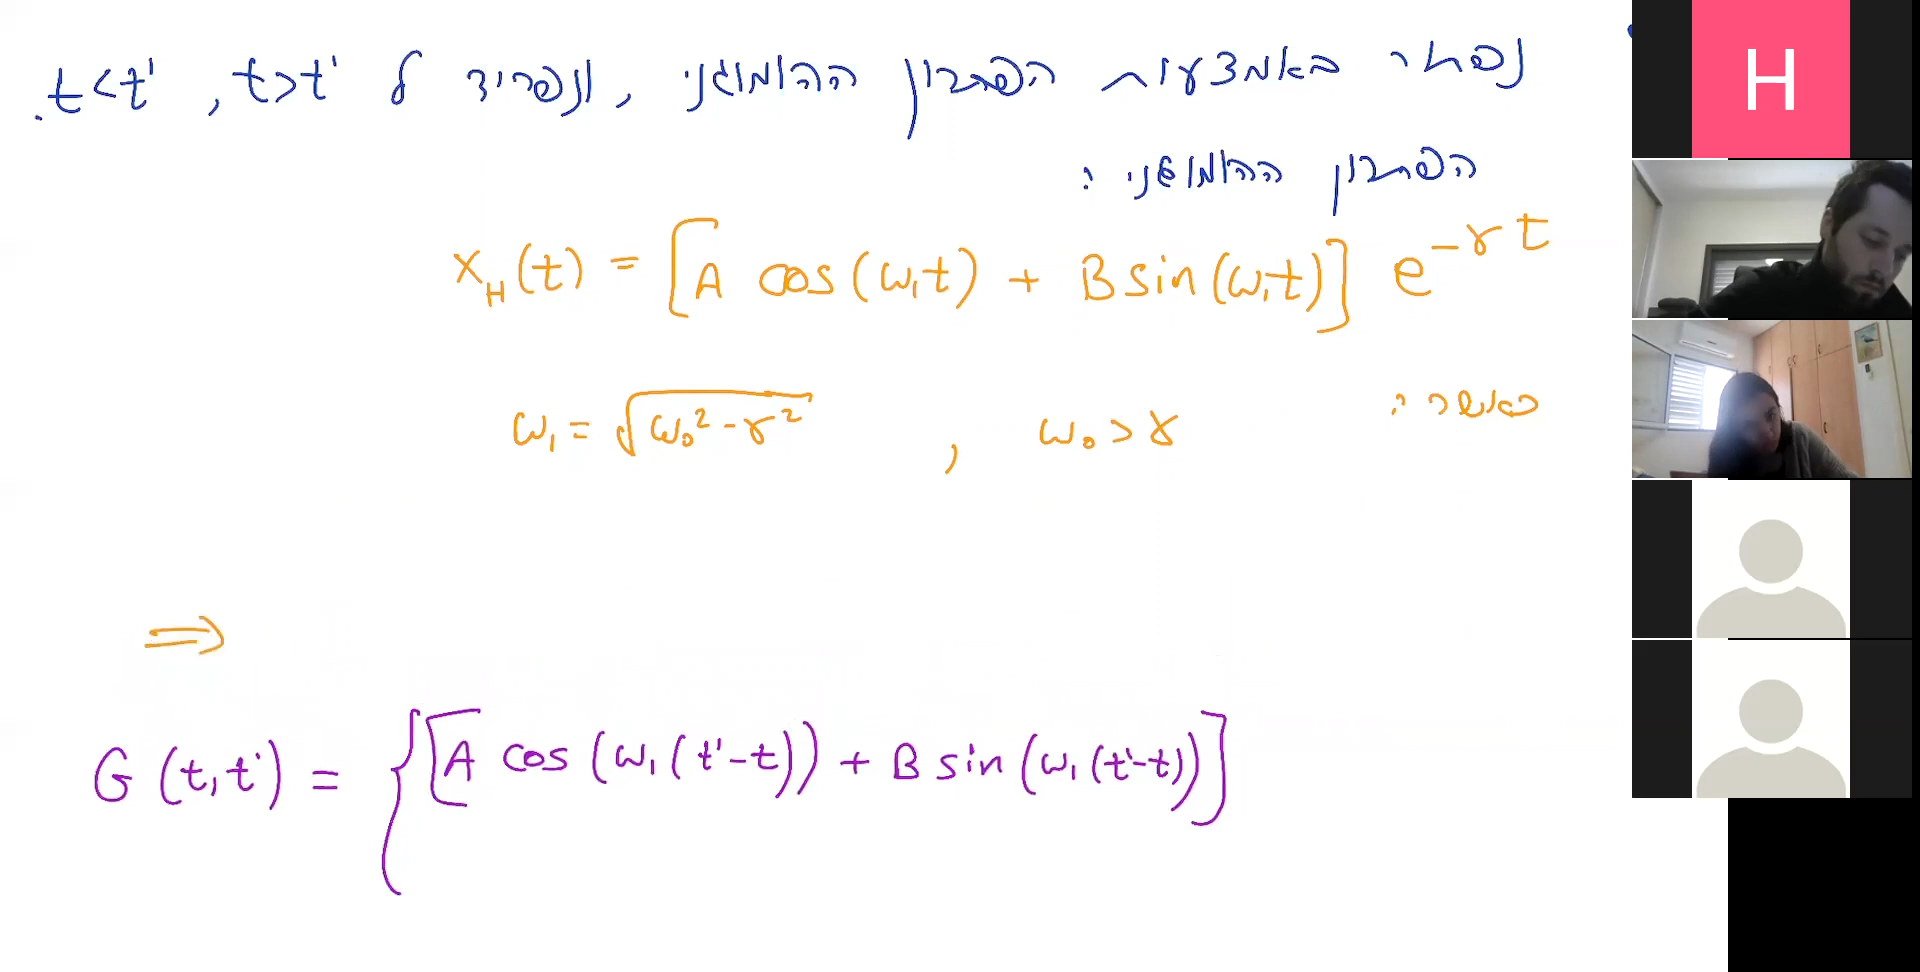 נפתור באמצעות הפתרון ההומוגני, ונפריד ל t>t' , t<t'.
הפתרון ההומוגני:
x_H(t) = [A cos(ω₁t) + B sin(ω₁t)] e^{-γt}
כאשר: ω₀ > γ , ω₁ = √(ω₀² - γ²)
⇒
G(t,t') = { [A cos(ω₁(t'-t)) + B sin(ω₁(t'-t))]
H